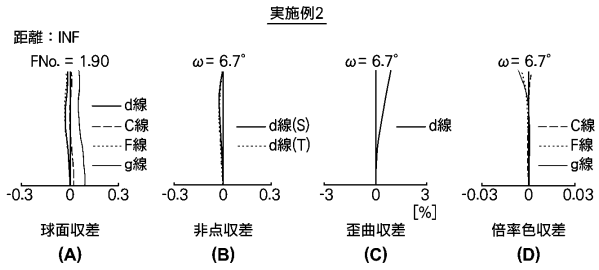 実施例2
距離：INF
FNo. = 1.90
d線
C線
F線
g線
-0.3 0 0.3
球面収差
(A)
ω = 6.7°
d線(S)
d線(T)
-0.3 0 0.3
非点収差
(B)
ω = 6.7°
d線
-3 0 3
[%]
歪曲収差
(C)
ω = 6.7°
C線
F線
g線
-0.03 0 0.03
倍率色収差
(D)